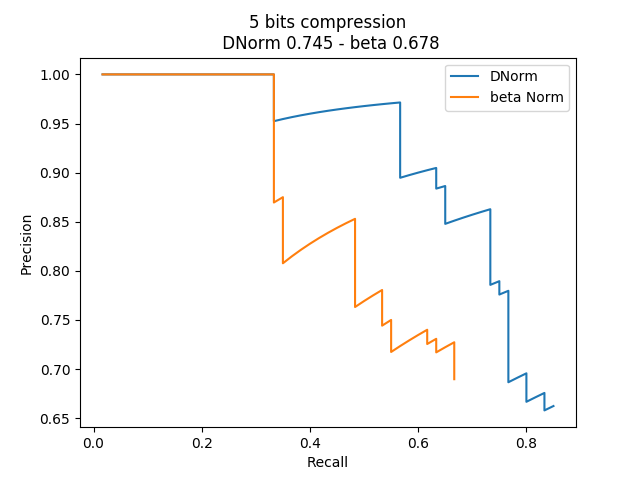 5 bits compression
DNorm 0.745 - beta 0.678
DNorm
beta Norm
1.00
0.95
0.90
0.85
0.80
0.75
0.70
0.65
Precision
0.0 0.2 0.4 0.6 0.8
Recall